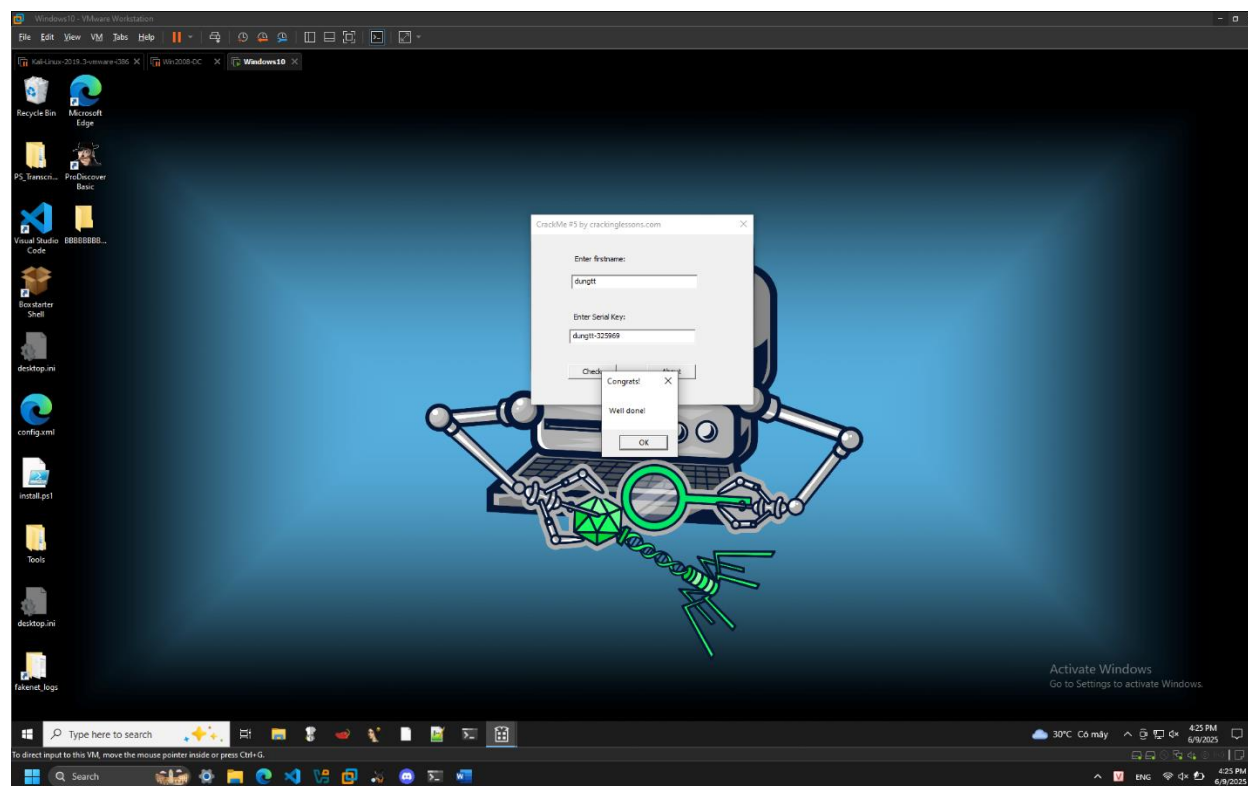 Windows10 - VMware Workstation
File Edit View VM Tabs Help
Kali-Linux-2019.3-vmware-i386 Win2008-DC Windows10
Recycle Bin
Microsoft Edge
PS_Transcri...
ProDiscover Basic
Visual Studio Code
BBBBBBBB...
Boxstarter Shell
desktop.ini
config.xml
install.ps1
Tools
desktop.ini
fakenet_logs
CrackMe #5 by crackinglessons.com
Enter firstname:
dungtt
Enter Serial Key:
dungtt-325969
Check
Congrats!
Well done!
OK
Activate Windows
Go to Settings to activate Windows.
Type here to search
30°C Có mây
4:25 PM
6/9/2025
To direct input to this VM, move the mouse pointer inside or press Ctrl+G.
Search
V ENG
4:25 PM
6/9/2025